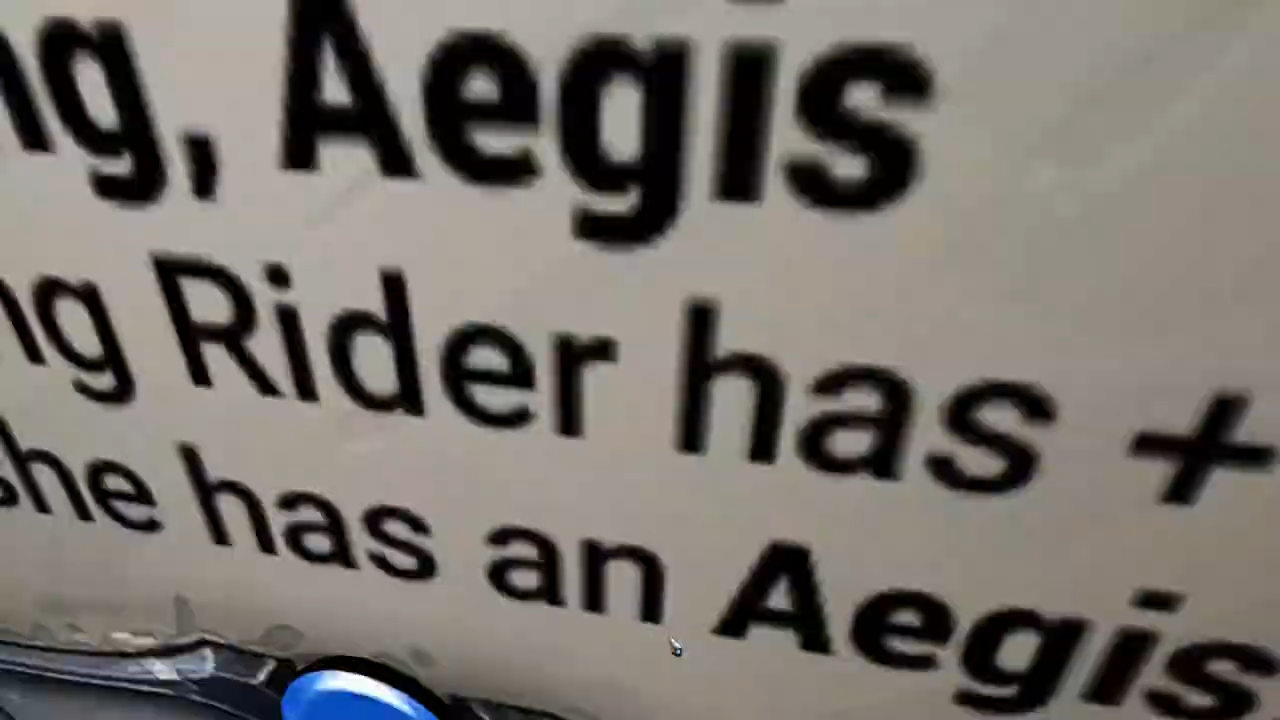 ng, Aegis
ng Rider has +
she has an Aegis